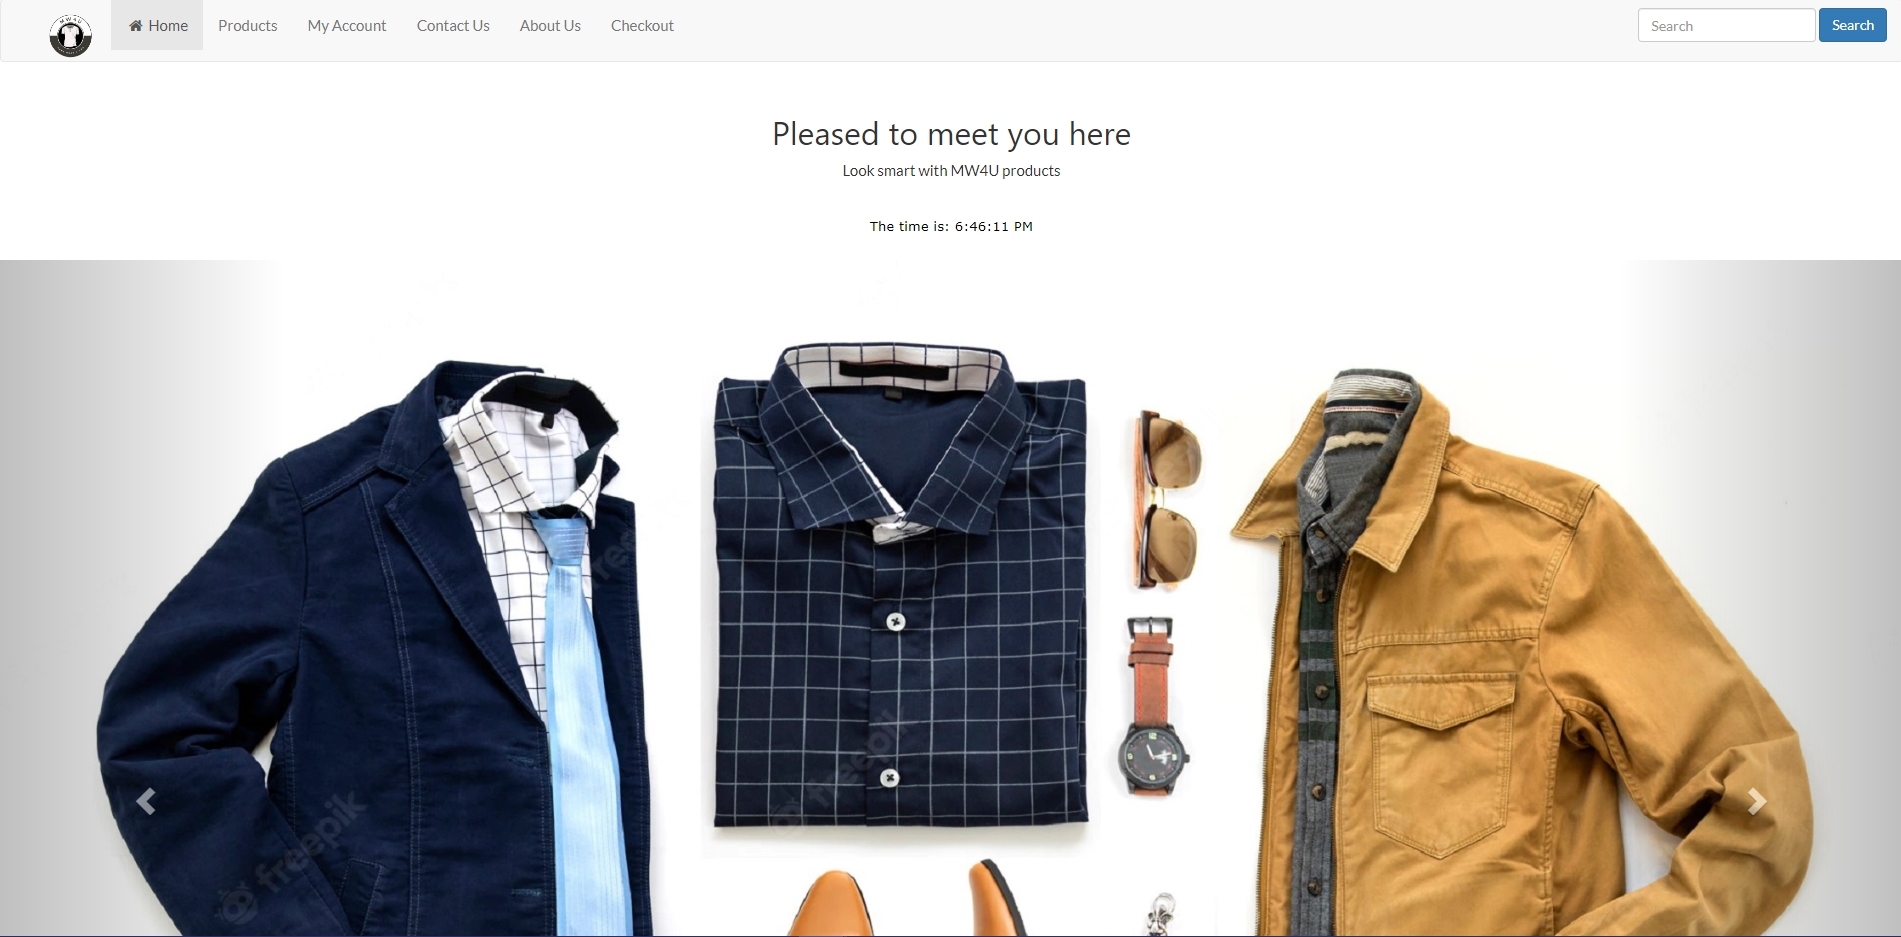 MW4U
Home
Products
My Account
Contact Us
About Us
Checkout
Search
Search
Pleased to meet you here
Look smart with MW4U products
The time is: 6:46:11 PM
freepik
freepik